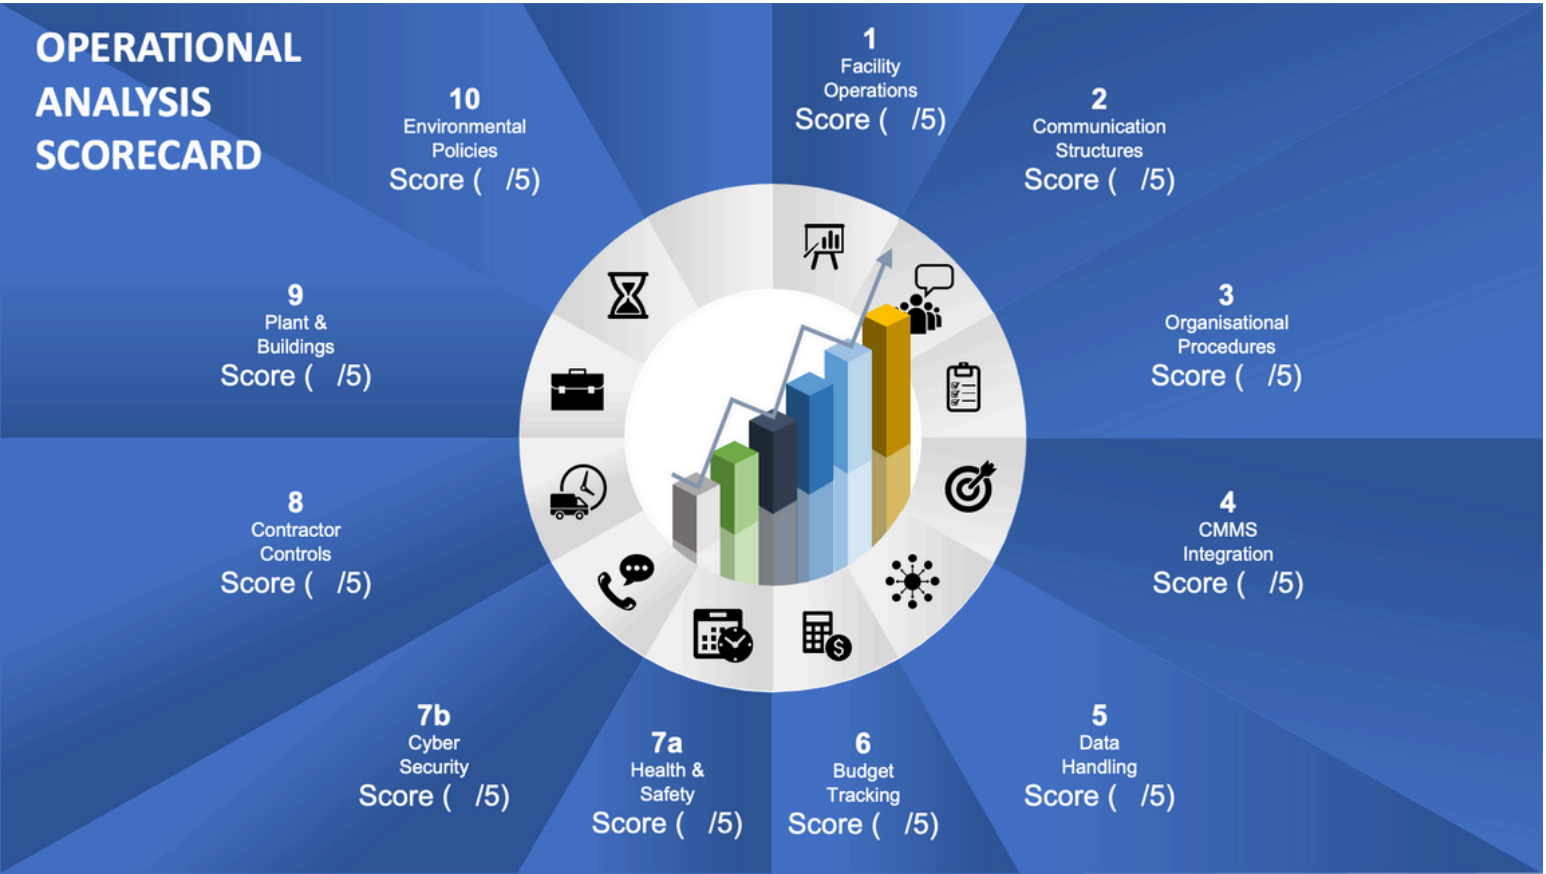 OPERATIONAL
ANALYSIS
SCORECARD
1
Facility
Operations
Score (   /5)
2
Communication
Structures
Score (   /5)
3
Organisational
Procedures
Score (   /5)
4
CMMS
Integration
Score (   /5)
5
Data
Handling
Score (   /5)
6
Budget
Tracking
Score (   /5)
7a
Health &
Safety
Score (   /5)
7b
Cyber
Security
Score (   /5)
8
Contractor
Controls
Score (   /5)
9
Plant &
Buildings
Score (   /5)
10
Environmental
Policies
Score (   /5)
$